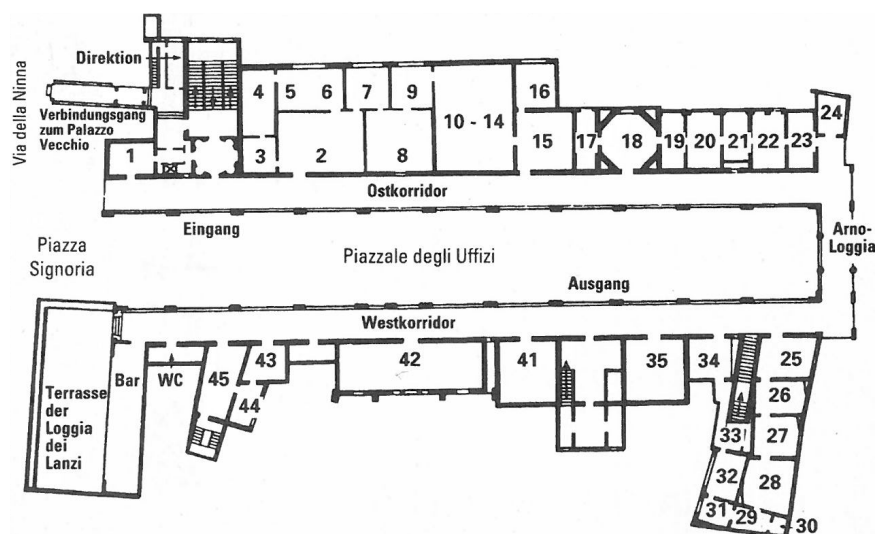 Direktion
Via della Ninna
Verbindungsgang
zum Palazzo
Vecchio
1
4
3
5
6
2
7
9
8
10 - 14
16
15
17
18
19
20
21
22
23
24
Ostkorridor
Eingang
Arno-
Loggia
Piazza
Signoria
Piazzale degli Uffizi
Ausgang
Westkorridor
Terrasse
der
Loggia
dei
Lanzi
Bar
WC
45
43
44
42
41
35
34
25
26
33
27
32
28
31
29
30